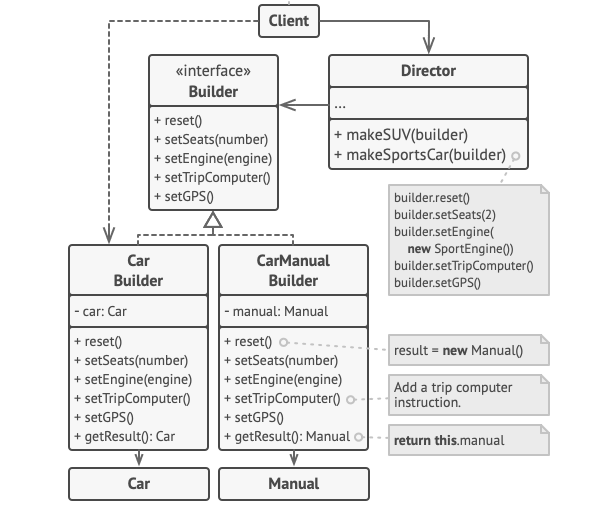 Client
«interface»
Builder
+ reset()
+ setSeats(number)
+ setEngine(engine)
+ setTripComputer()
+ setGPS()
Director
...
+ makeSUV(builder)
+ makeSportsCar(builder)
builder.reset()
builder.setSeats(2)
builder.setEngine(
new SportEngine())
builder.setTripComputer()
builder.setGPS()
Car
Builder
- car: Car
+ reset()
+ setSeats(number)
+ setEngine(engine)
+ setTripComputer()
+ setGPS()
+ getResult(): Car
CarManual
Builder
- manual: Manual
+ reset()
+ setSeats(number)
+ setEngine(engine)
+ setTripComputer()
+ setGPS()
+ getResult(): Manual
result = new Manual()
Add a trip computer
instruction.
return this.manual
Car
Manual